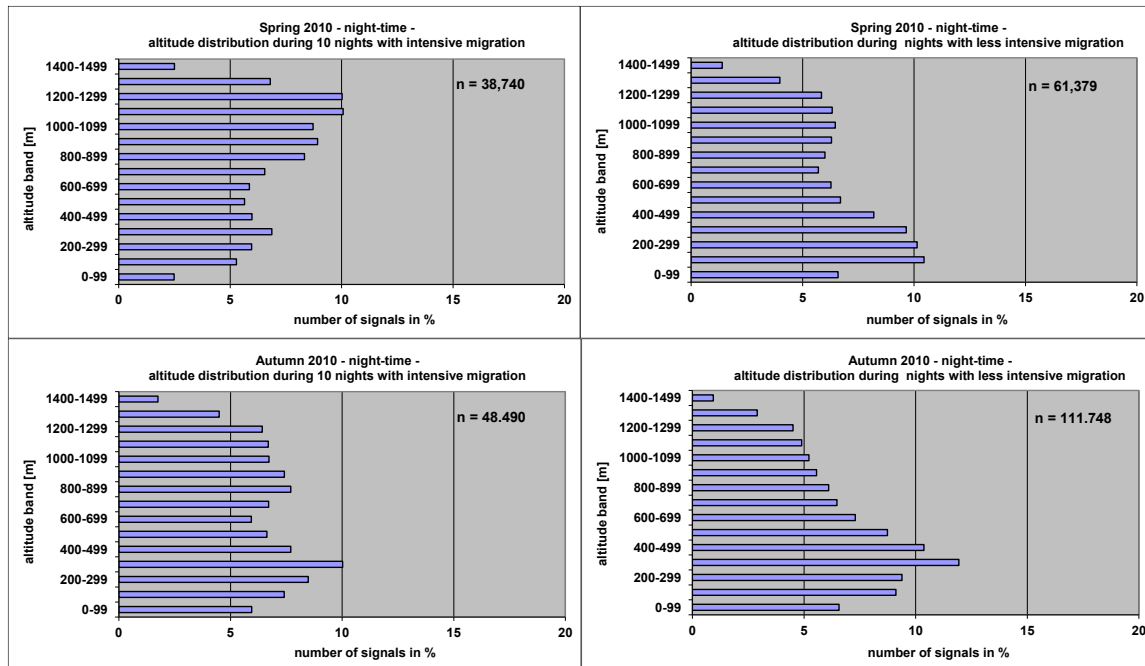 Spring 2010 - night-time -
altitude distribution during 10 nights with intensive migration
n = 38,740
altitude band [m]
1400-1499
1200-1299
1000-1099
800-899
600-699
400-499
200-299
0-99
0 5 10 15 20
number of signals in %
Spring 2010 - night-time -
altitude distribution during  nights with less intensive migration
n = 61,379
altitude band [m]
1400-1499
1200-1299
1000-1099
800-899
600-699
400-499
200-299
0-99
0 5 10 15 20
number of signals in %
Autumn 2010 - night-time -
altitude distribution during 10 nights with intensive migration
n = 48.490
altitude band [m]
1400-1499
1200-1299
1000-1099
800-899
600-699
400-499
200-299
0-99
0 5 10 15 20
number of signals in %
Autumn 2010 - night-time -
altitude distribution during  nights with less intensive migration
n = 111.748
altitude band [m]
1400-1499
1200-1299
1000-1099
800-899
600-699
400-499
200-299
0-99
0 5 10 15 20
number of signals in %